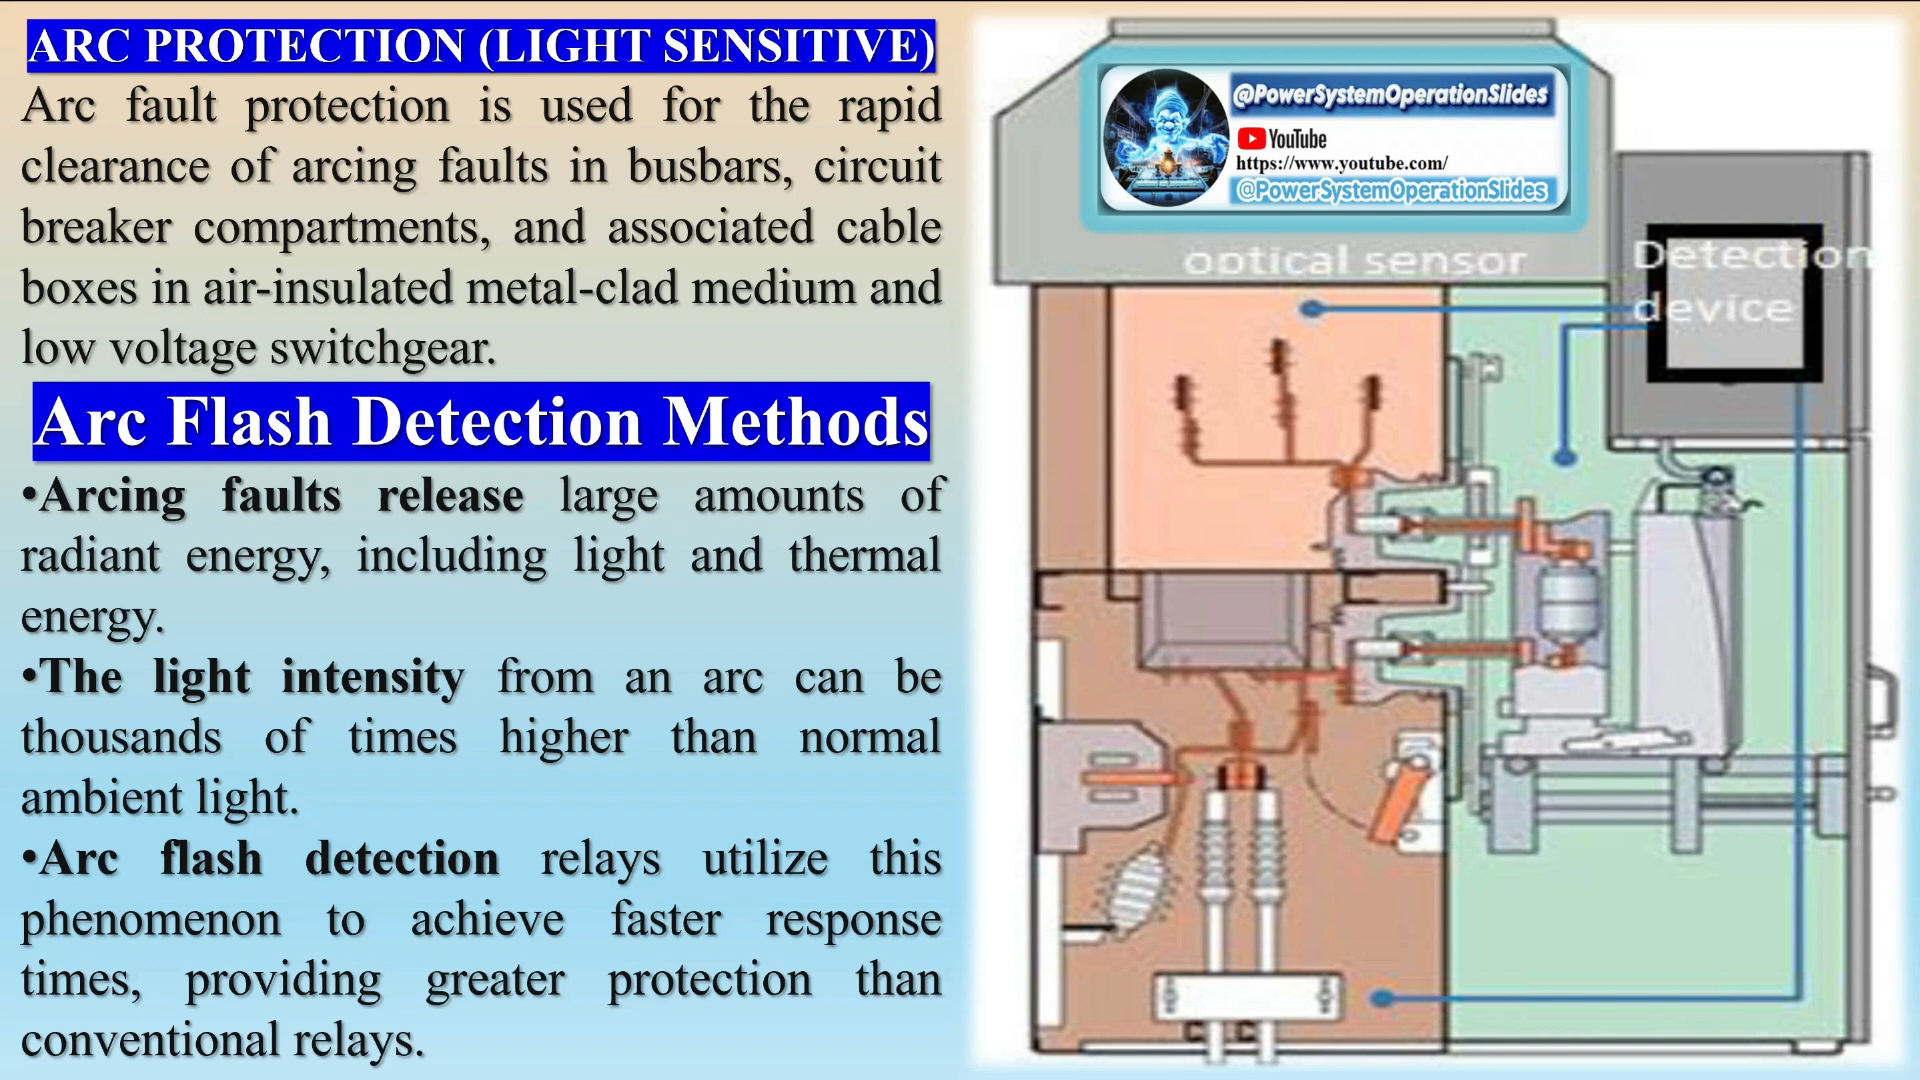 ARC PROTECTION (LIGHT SENSITIVE)
Arc fault protection is used for the rapid
clearance of arcing faults in busbars, circuit
breaker compartments, and associated cable
boxes in air-insulated metal-clad medium and
low voltage switchgear.
Arc Flash Detection Methods
•Arcing faults release large amounts of
radiant energy, including light and thermal
energy.
•The light intensity from an arc can be
thousands of times higher than normal
ambient light.
•Arc flash detection relays utilize this
phenomenon to achieve faster response
times, providing greater protection than
conventional relays.
@PowerSystemOperationSlides
YouTube
https://www.youtube.com/
@PowerSystemOperationSlides
optical sensor
Detection
device